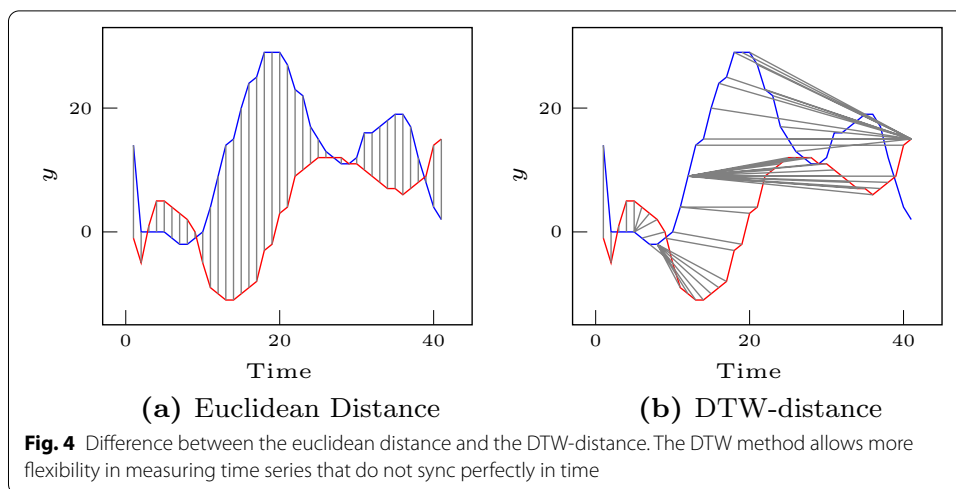 20
0
y
0
20
40
Time
(a) Euclidean Distance
20
0
y
0
20
40
Time
(b) DTW-distance
Fig. 4 Difference between the euclidean distance and the DTW-distance. The DTW method allows more
flexibility in measuring time series that do not sync perfectly in time